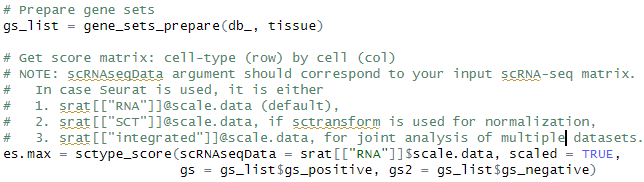 # Prepare gene sets
gs_list = gene_sets_prepare(db_, tissue)
# Get score matrix: cell-type (row) by cell (col)
# NOTE: scRNAseqData argument should correspond to your input scRNA-seq matrix.
#   In case Seurat is used, it is either
#   1. srat[["RNA"]]@scale.data (default),
#   2. srat[["SCT"]]@scale.data, if sctransform is used for normalization,
#   3. srat[["integrated"]]@scale.data, for joint analysis of multiple datasets.
es.max = sctype_score(scRNAseqData = srat[["RNA"]]$scale.data, scaled = TRUE,
gs = gs_list$gs_positive, gs2 = gs_list$gs_negative)